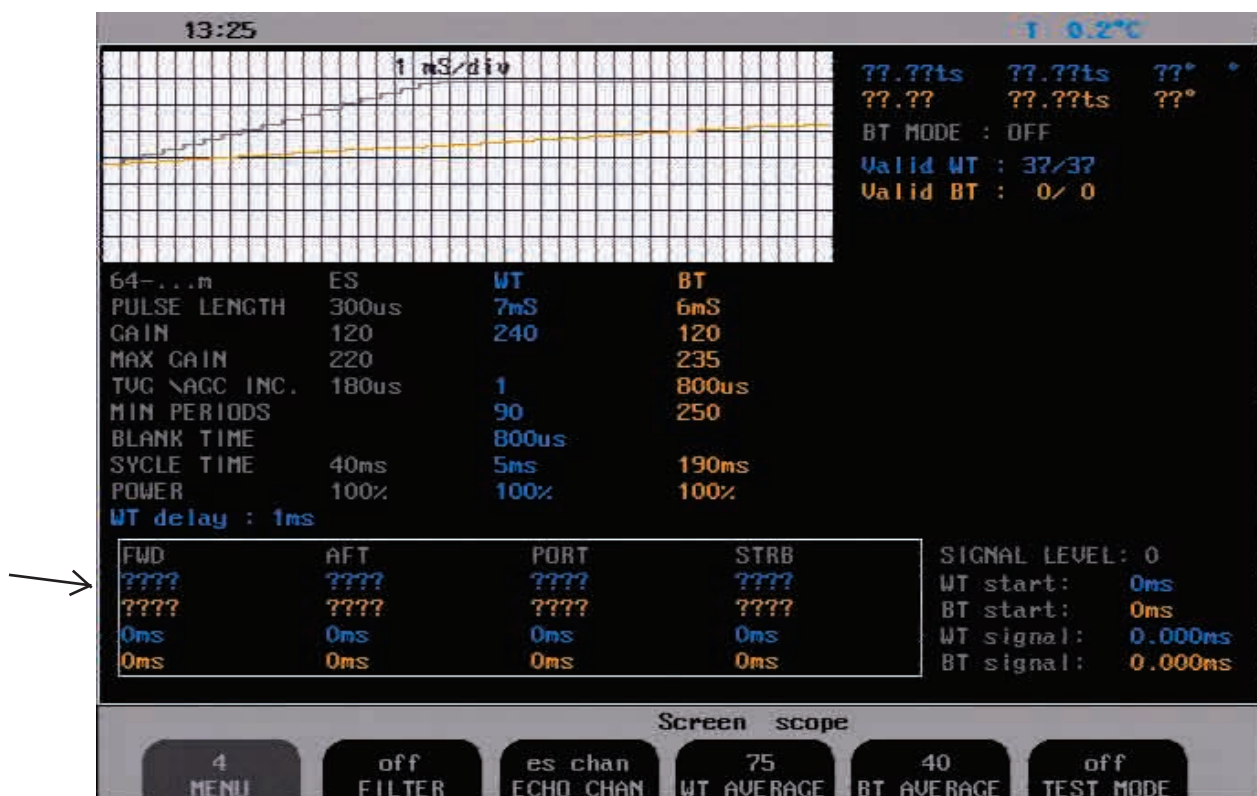 13:25 T 0.2°C
1 mS/div
??.??ts ??.??ts ??° °
??.?? ??.??ts ??°
BT MODE : OFF
Valid WT : 37/37
Valid BT : 0/ 0
64-...m ES WT BT
PULSE LENGTH 300us 7mS 6mS
GAIN 120 240 120
MAX GAIN 220 235
TVG \AGC INC. 180us 1 800us
MIN PERIODS 90 250
BLANK TIME 800us
SYCLE TIME 40ms 5ms 190ms
POWER 100% 100% 100%
WT delay : 1ms
FWD AFT PORT STRB
???? ???? ???? ????
???? ???? ???? ????
0ms 0ms 0ms 0ms
0ms 0ms 0ms 0ms
SIGNAL LEVEL: 0
WT start: 0ms
BT start: 0ms
WT signal: 0.000ms
BT signal: 0.000ms
Screen scope
4 off es chan 75 40 off
MENU FILTER ECHO CHAN WT AVERAGE BT AVERAGE TEST MODE